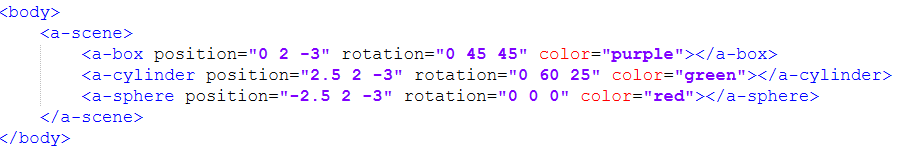 <body>
<a-scene>
<a-box position="0 2 -3" rotation="0 45 45" color="purple"></a-box>
<a-cylinder position="2.5 2 -3" rotation="0 60 25" color="green"></a-cylinder>
<a-sphere position="-2.5 2 -3" rotation="0 0 0" color="red"></a-sphere>
</a-scene>
</body>